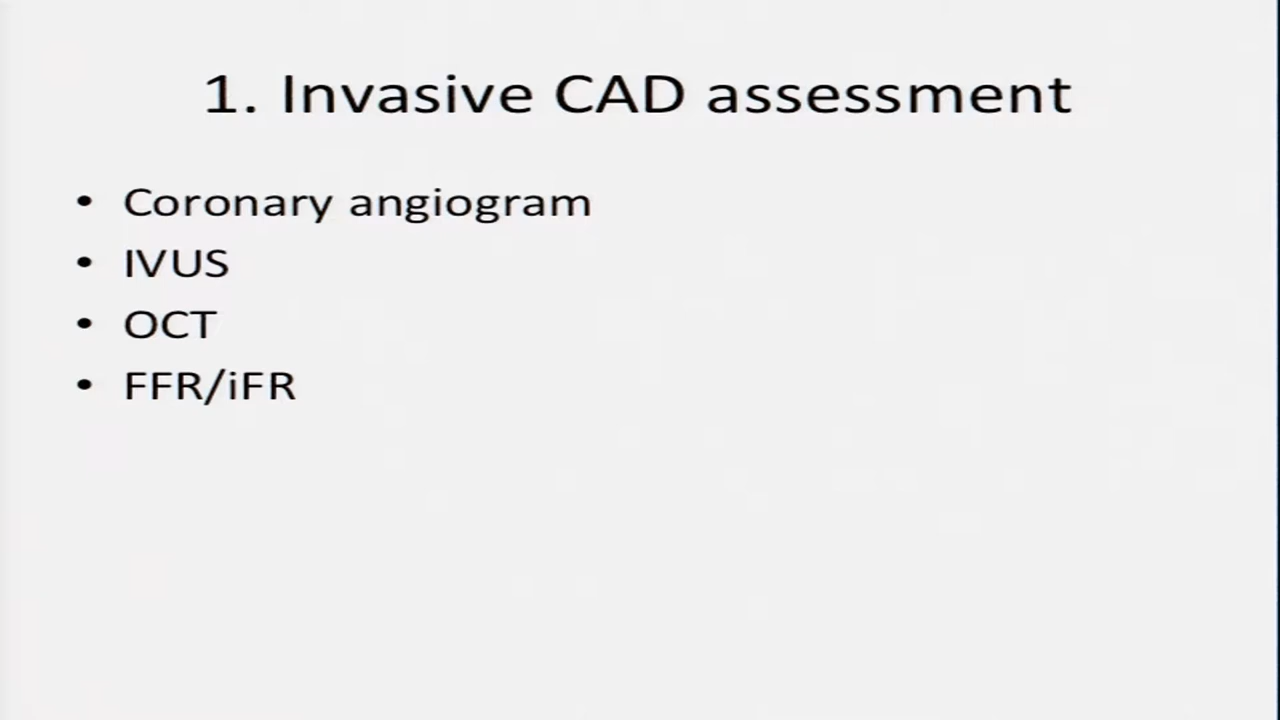 1. Invasive CAD assessment
• Coronary angiogram
• IVUS
• OCT
• FFR/iFR